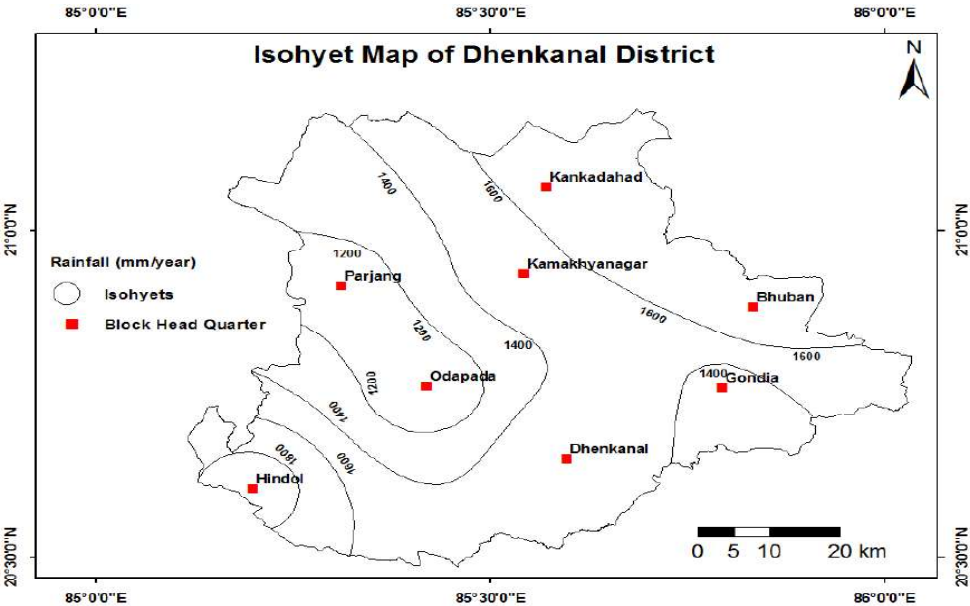 85°0'0"E 85°30'0"E 86°0'0"E
Isohyet Map of Dhenkanal District
N
Kankadahad
1400
1600
21°0'0"N
21°0'0"N
1200
Rainfall (mm/year)
Parjang
Kamakhyanagar
Isohyets
Bhuban
Block Head Quarter
1200
1600
1400
1600
1200
Odapada
1400
Gondia
1400
Dhenkanal
1800
1600
Hindol
0 5 10 20 km
20°30'0"N
20°30'0"N
85°0'0"E 85°30'0"E 86°0'0"E